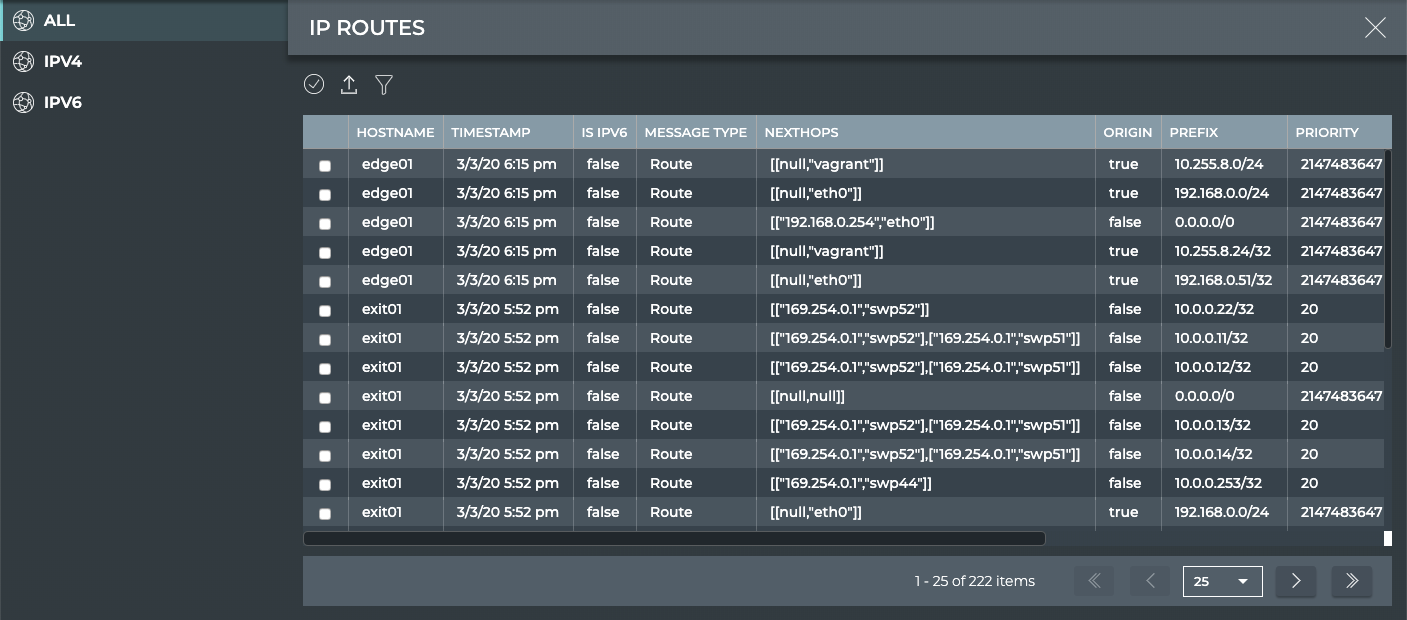 ALL
IPV4
IPV6
IP ROUTES
HOSTNAME TIMESTAMP IS IPV6 MESSAGE TYPE NEXTHOPS ORIGIN PREFIX PRIORITY
edge01 3/3/20 6:15 pm false Route [[null,"vagrant"]] true 10.255.8.0/24 2147483647
edge01 3/3/20 6:15 pm false Route [[null,"eth0"]] true 192.168.0.0/24 2147483647
edge01 3/3/20 6:15 pm false Route [["192.168.0.254","eth0"]] false 0.0.0.0/0 2147483647
edge01 3/3/20 6:15 pm false Route [[null,"vagrant"]] true 10.255.8.24/32 2147483647
edge01 3/3/20 6:15 pm false Route [[null,"eth0"]] true 192.168.0.51/32 2147483647
exit01 3/3/20 5:52 pm false Route [["169.254.0.1","swp52"]] false 10.0.0.22/32 20
exit01 3/3/20 5:52 pm false Route [["169.254.0.1","swp52"],["169.254.0.1","swp51"]] false 10.0.0.11/32 20
exit01 3/3/20 5:52 pm false Route [["169.254.0.1","swp52"],["169.254.0.1","swp51"]] false 10.0.0.12/32 20
exit01 3/3/20 5:52 pm false Route [[null,null]] false 0.0.0.0/0 2147483647
exit01 3/3/20 5:52 pm false Route [["169.254.0.1","swp52"],["169.254.0.1","swp51"]] false 10.0.0.13/32 20
exit01 3/3/20 5:52 pm false Route [["169.254.0.1","swp52"],["169.254.0.1","swp51"]] false 10.0.0.14/32 20
exit01 3/3/20 5:52 pm false Route [["169.254.0.1","swp44"]] false 10.0.0.253/32 20
exit01 3/3/20 5:52 pm false Route [[null,"eth0"]] true 192.168.0.0/24 2147483647
1 - 25 of 222 items 25